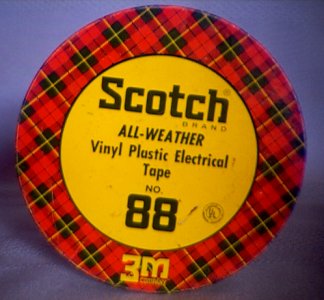 Scotch®
BRAND
ALL-WEATHER
Vinyl Plastic Electrical
Tape
NO.
88
3M
COMPANY